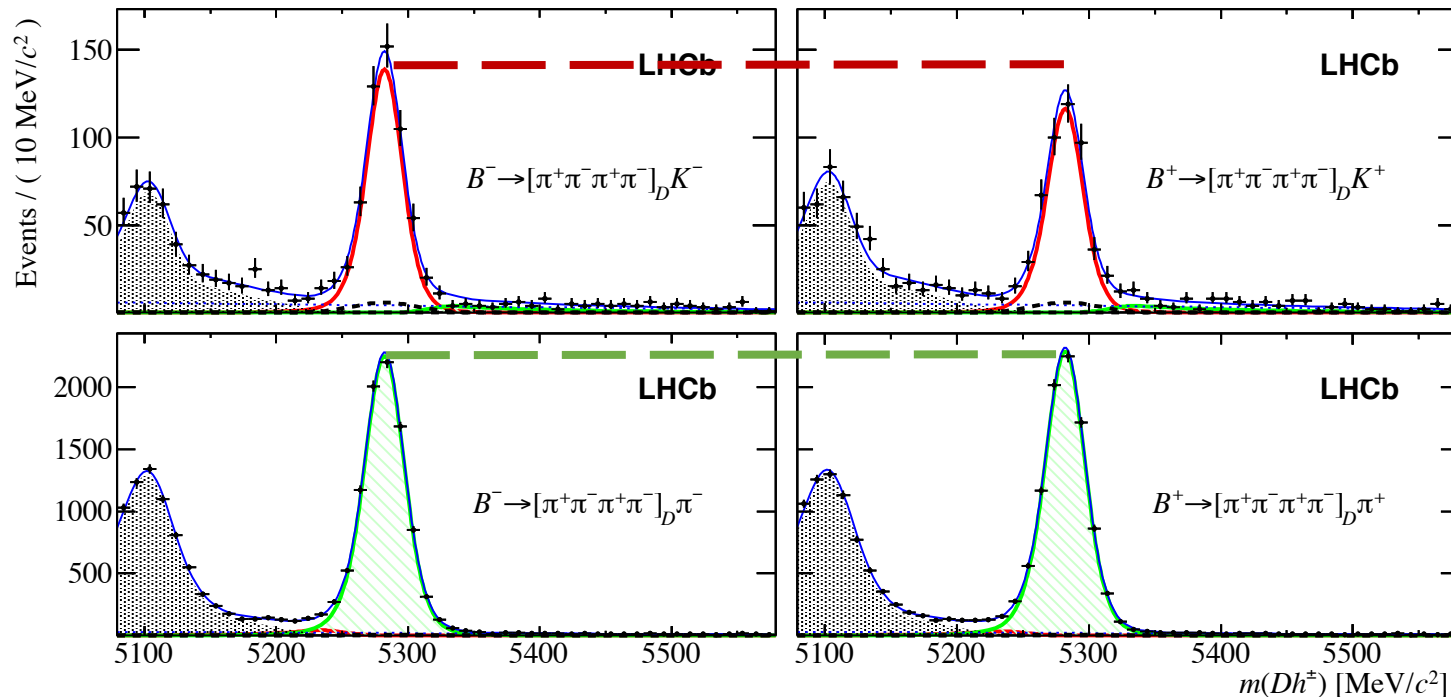 Events / ( 10 MeV/c²)
150
100
50
LHCb
B⁻→[π⁺π⁻π⁺π⁻]_D K⁻
LHCb
B⁺→[π⁺π⁻π⁺π⁻]_D K⁺
2000
1500
1000
500
LHCb
B⁻→[π⁺π⁻π⁺π⁻]_D π⁻
LHCb
B⁺→[π⁺π⁻π⁺π⁻]_D π⁺
5100 5200 5300 5400 5500
5100 5200 5300 5400 5500
m(Dh±) [MeV/c²]